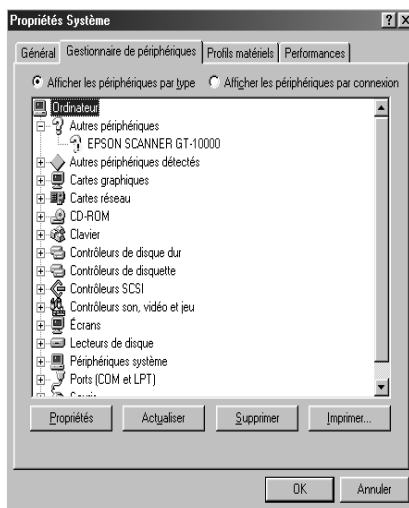 Propriétés Système
Général Gestionnaire de périphériques Profils matériels Performances
Afficher les périphériques par type Afficher les périphériques par connexion
Ordinateur
Autres périphériques
EPSON SCANNER GT-10000
Autres périphériques détectés
Cartes graphiques
Cartes réseau
CD-ROM
Clavier
Contrôleurs de disque dur
Contrôleurs de disquette
Contrôleurs SCSI
Contrôleurs son, vidéo et jeu
Écrans
Lecteurs de disque
Périphériques système
Ports (COM et LPT)
Propriétés Actualiser Supprimer Imprimer...
OK Annuler